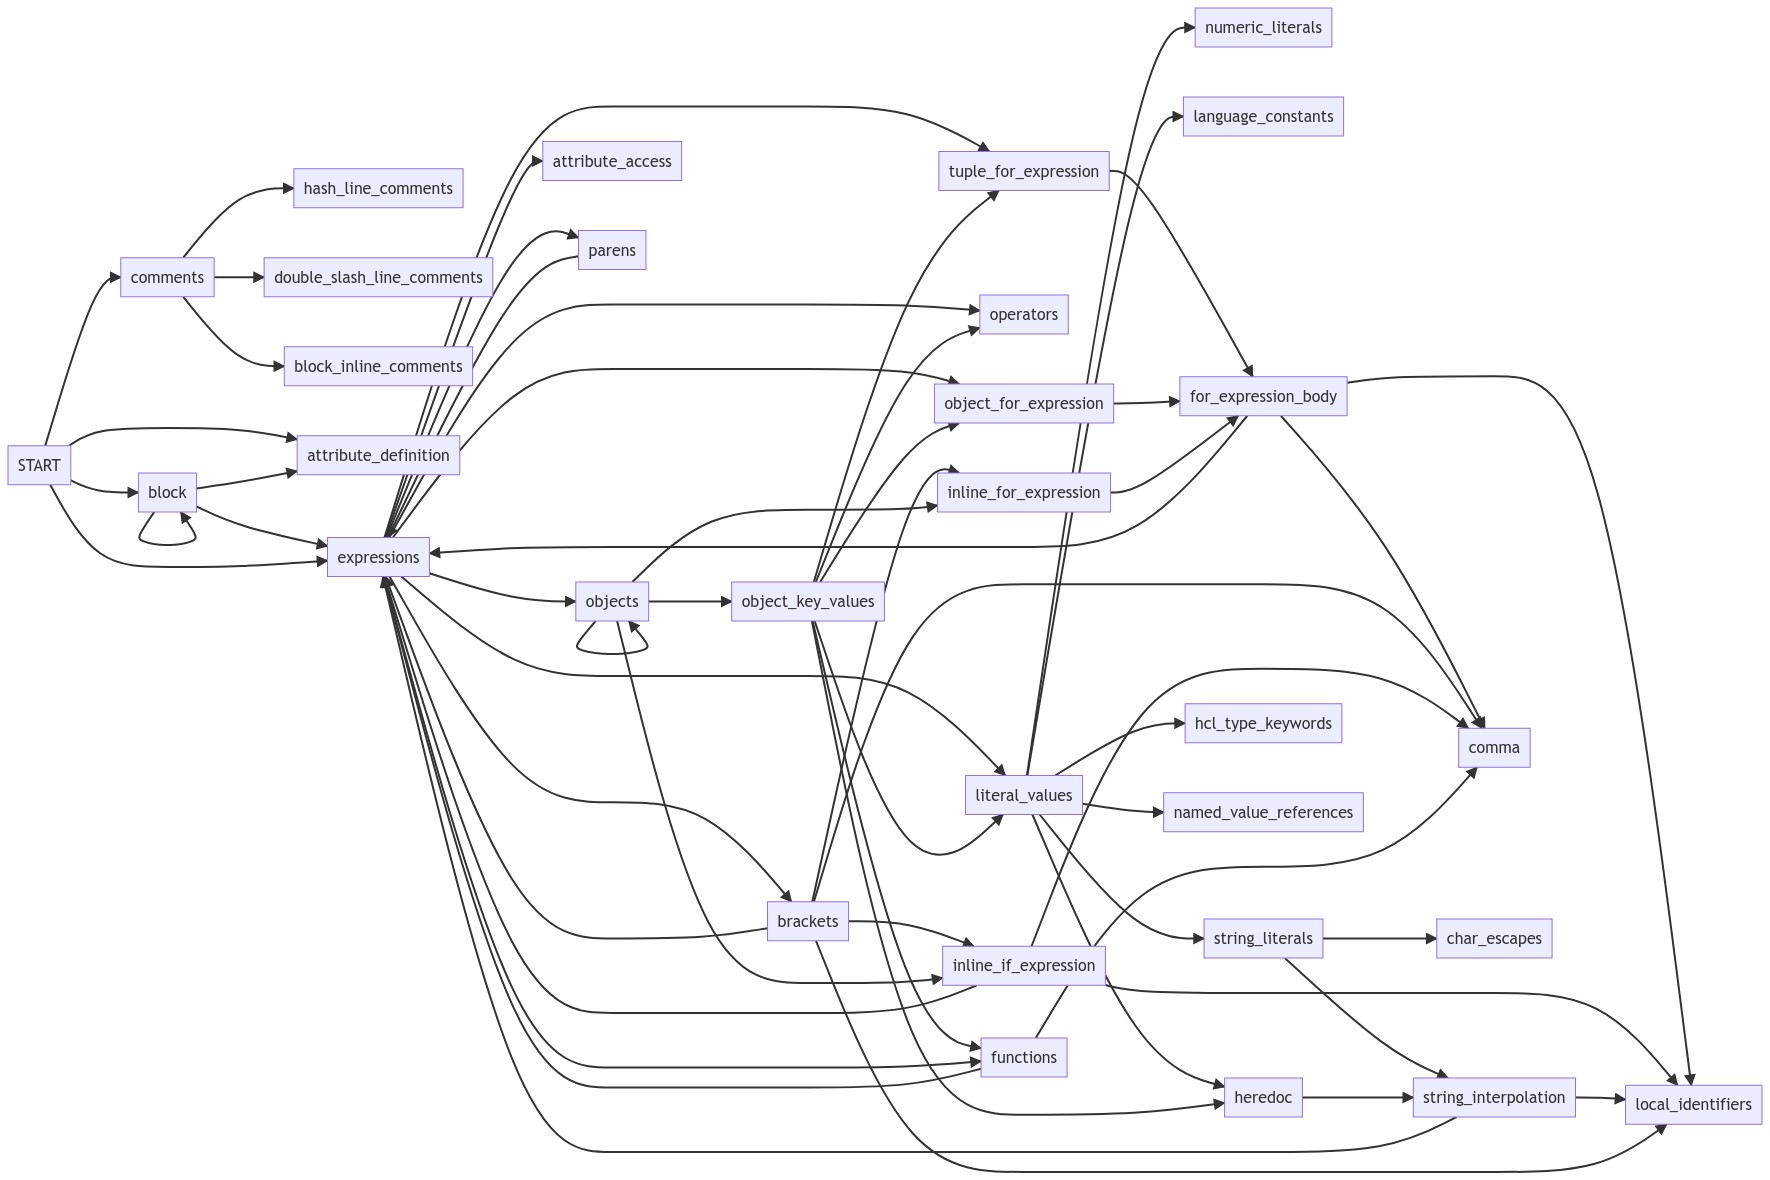 numeric_literals
language_constants
attribute_access
tuple_for_expression
hash_line_comments
parens
comments
double_slash_line_comments
operators
block_inline_comments
object_for_expression
for_expression_body
START
attribute_definition
block
inline_for_expression
expressions
objects
object_key_values
hcl_type_keywords
comma
literal_values
named_value_references
brackets
string_literals
char_escapes
inline_if_expression
functions
heredoc
string_interpolation
local_identifiers